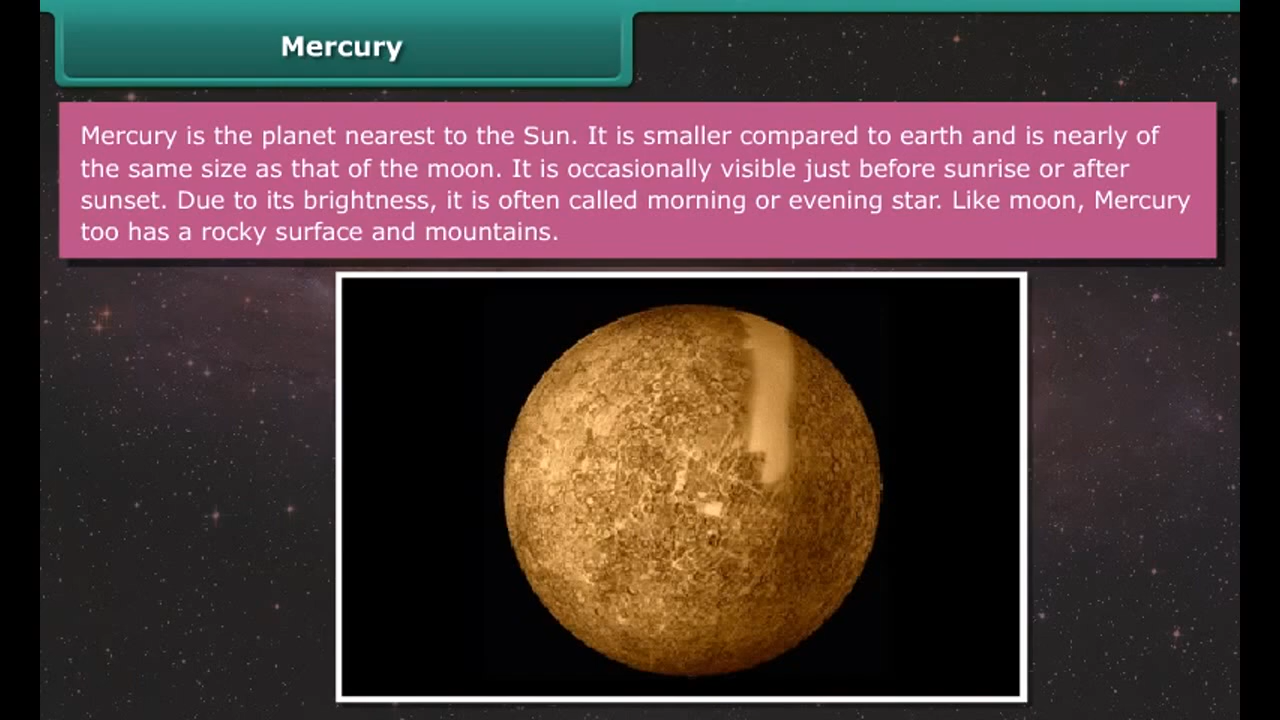 Mercury
Mercury is the planet nearest to the Sun. It is smaller compared to earth and is nearly of
the same size as that of the moon. It is occasionally visible just before sunrise or after
sunset. Due to its brightness, it is often called morning or evening star. Like moon, Mercury
too has a rocky surface and mountains.